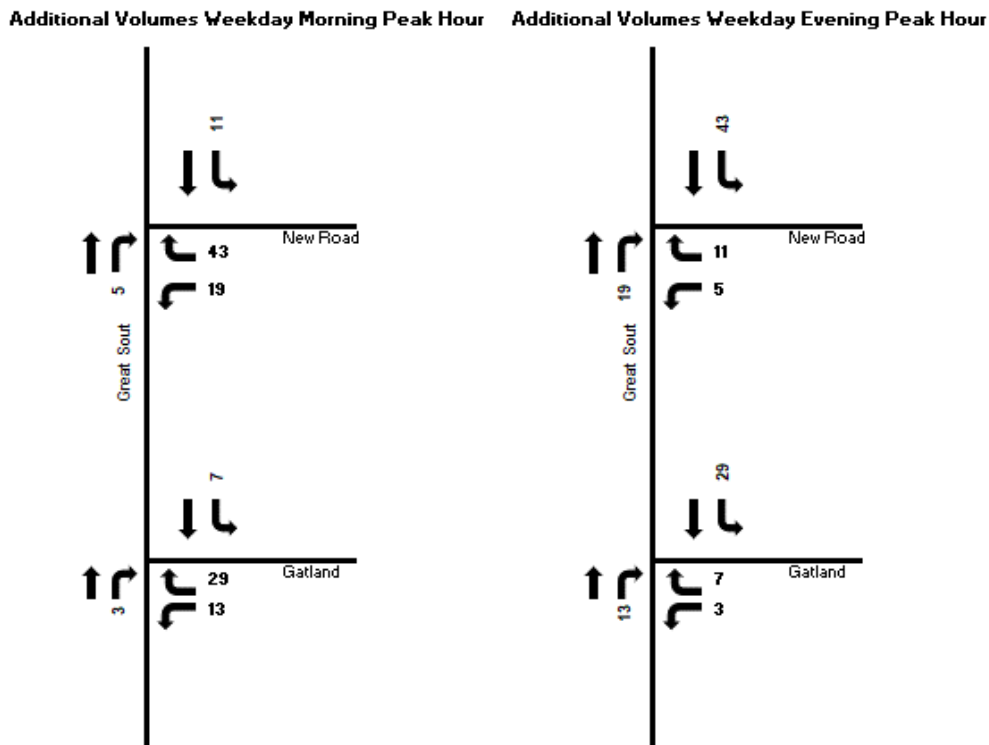 Additional Volumes Weekday Morning Peak Hour
11
New Road
43
19
5
Great Sout
7
Gatland
29
13
3
Additional Volumes Weekday Evening Peak Hour
43
New Road
11
5
19
Great Sout
29
Gatland
7
3
13